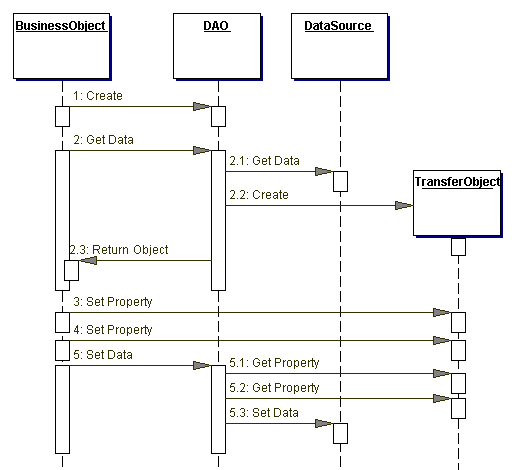 BusinessObject
DAO
DataSource
1: Create
2: Get Data
2.1: Get Data
TransferObject
2.2: Create
2.3: Return Object
3: Set Property
4: Set Property
5: Set Data
5.1: Get Property
5.2: Get Property
5.3: Set Data